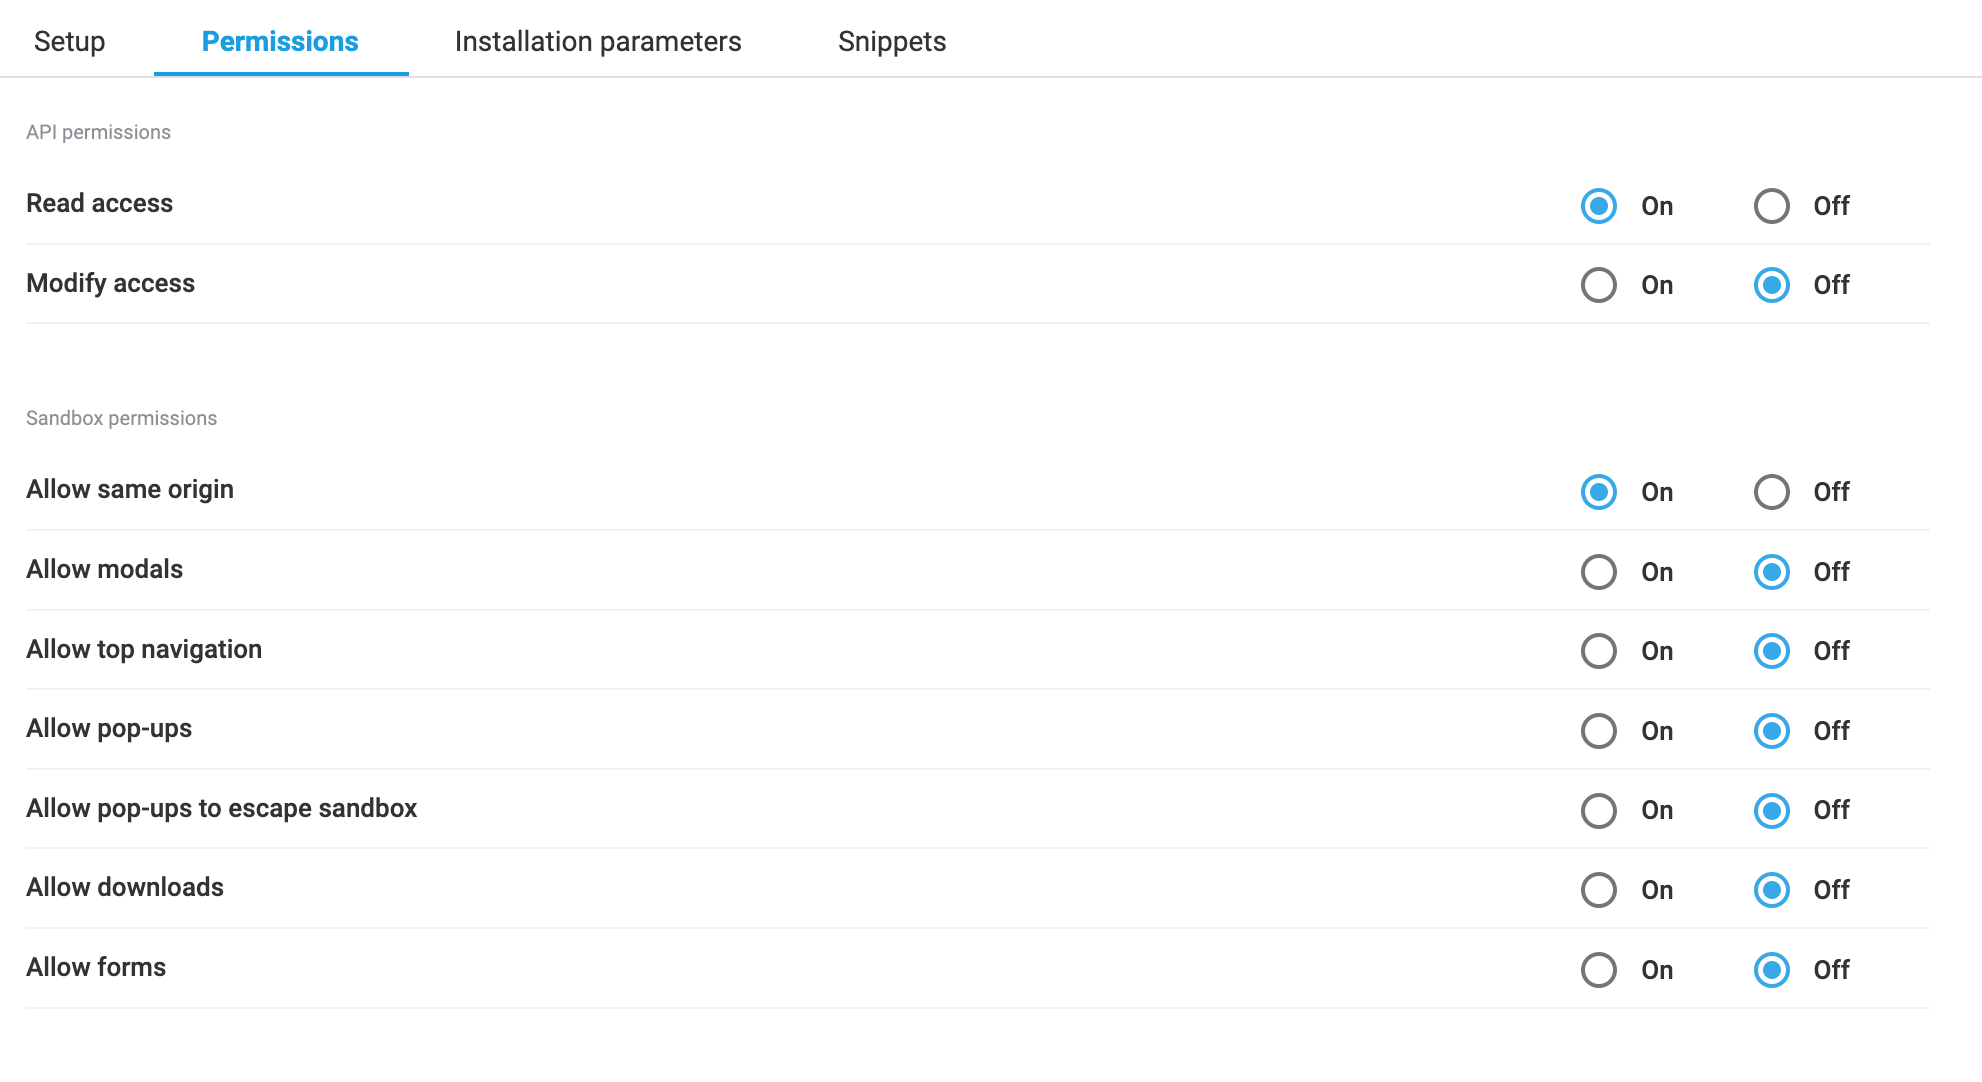 Setup Permissions Installation parameters Snippets
API permissions
Read access On Off
Modify access On Off
Sandbox permissions
Allow same origin On Off
Allow modals On Off
Allow top navigation On Off
Allow pop-ups On Off
Allow pop-ups to escape sandbox On Off
Allow downloads On Off
Allow forms On Off